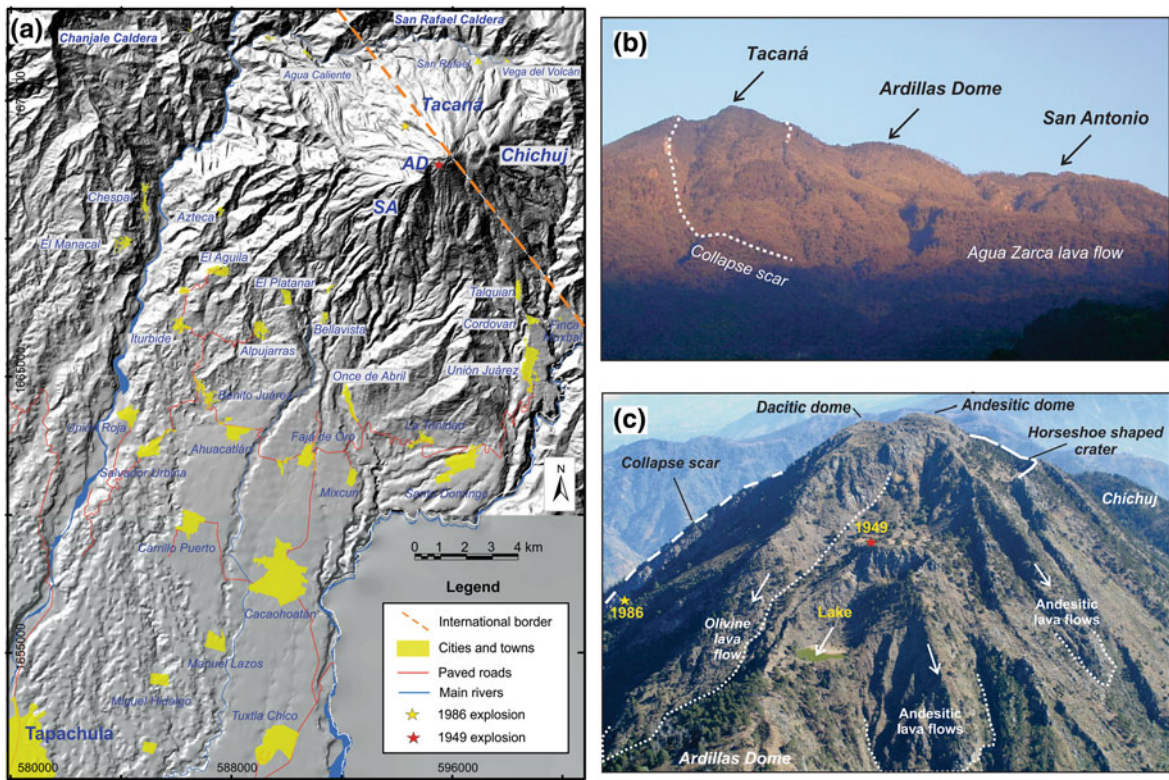 (a)
Chanjale Caldera
San Rafael Caldera
Agua Caliente
San Rafael
Vega del Volcán
Tacaná
AD
Chichuj
SA
Chespal
Azteca
El Manacal
El Aguila
El Platanar
Talquian
Iturbide
Alpujarras
Bellavista
Cordovan
Finca
Unión Juárez
Once de Abril
Benito Juárez
Unión Roja
Ahuacatlán
Faja de Oro
La Trinidad
Salvador Urbina
Mixcun
Santo Domingo
N
Carrillo Puerto
0 1 2 3 4 km
Cacaohoatán
Legend
International border
Cities and towns
Paved roads
Main rivers
1986 explosion
1949 explosion
Manuel Lazos
Miguel Hidalgo
Tuxtla Chico
Tapachula
1665000
1655000
580000
588000
596000
(b)
Tacaná
Ardillas Dome
San Antonio
Collapse scar
Agua Zarca lava flow
(c)
Dacitic dome
Andesitic dome
Horseshoe shaped
crater
Collapse scar
Chichuj
1949
1986
Olivine
lava
flow
Lake
Andesitic
lava flows
Andesitic
lava flows
Ardillas Dome